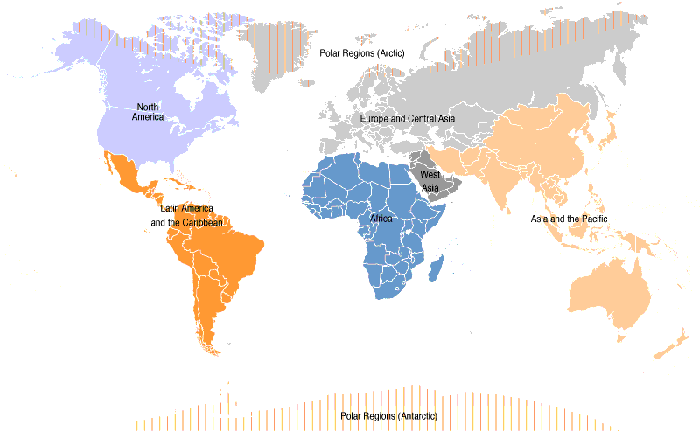 Polar Regions (Arctic)
North
America
Europe and Central Asia
West
Asia
Latin America
and the Caribbean
Africa
Asia and the Pacific
Polar Regions (Antarctic)